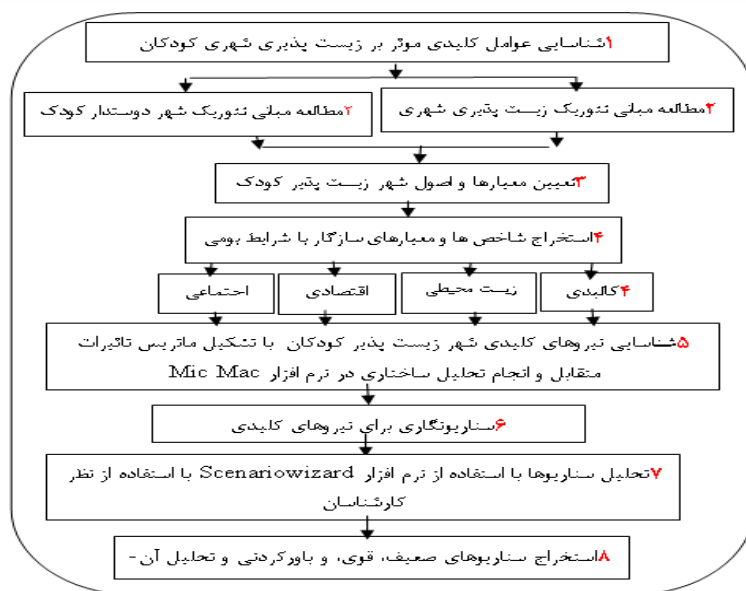 ۱شناسایی عوامل کلیدی موثر بر زیست پذیری شهری کودکان
۲مطالعه مبانی تئوریک زیست پذیری شهری
۲مطالعه مبانی تئوریک شهر دوستدار کودک
۳تعیین معیارها و اصول شهر زیست پذیر کودک
۴استخراج شاخص ها و معیارهای سازگار با شرایط بومی
۴کالبدی
زیست محیطی
اقتصادی
اجتماعی
۵شناسایی نیروهای کلیدی شهر زیست پذیر کودکان با تشکیل ماتریس تاثیرات
متقابل و انجام تحلیل ساختاری در نرم افزار Mic Mac
۶سناریونگاری برای نیروهای کلیدی
۷تحلیل سناریوها با استفاده از نرم افزار Scenariowizard با استفاده از نظر
کارشناسان
۸استخراج سناریوهای ضعیف، قوی، و باورکردنی و تحلیل آن-